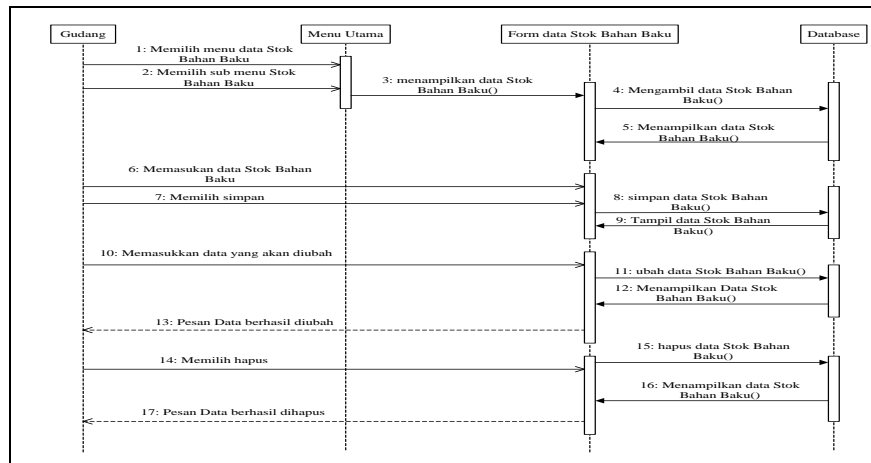 Gudang
Menu Utama
Form data Stok Bahan Baku
Database
1: Memilih menu data Stok
Bahan Baku
2: Memilih sub menu Stok
Bahan Baku
3: menampilkan data Stok
Bahan Baku()
4: Mengambil data Stok Bahan
Baku()
5: Menampilkan data Stok
Bahan Baku()
6: Memasukan data Stok Bahan
Baku
7: Memilih simpan
8: simpan data Stok Bahan
Baku()
9: Tampil data Stok Bahan
Baku()
10: Memasukkan data yang akan diubah
11: ubah data Stok Bahan Baku()
12: Menampilkan Data Stok
Bahan Baku()
13: Pesan Data berhasil diubah
14: Memilih hapus
15: hapus data Stok Bahan
Baku()
16: Menampilkan data Stok
Bahan Baku()
17: Pesan Data berhasil dihapus